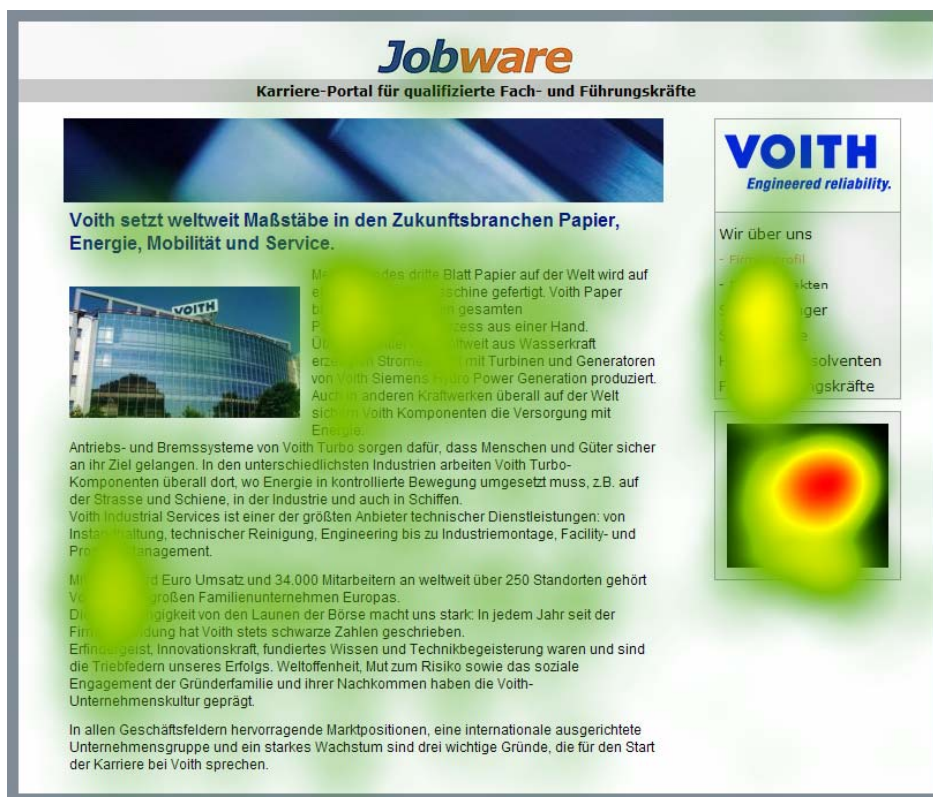 Jobware
Karriere-Portal für qualifizierte Fach- und Führungskräfte
VOITH
Engineered reliability.
Voith setzt weltweit Maßstäbe in den Zukunftsbranchen Papier,
Energie, Mobilität und Service.
Wir über uns
VOITH
dritte Blatt Papier auf der Welt wird auf
gefertigt. Voith Paper
gesamten
aus einer Hand.
weltweit aus Wasserkraft
mit Turbinen und Generatoren
von Voith Siemens Hydro Power Generation produziert.
Auch in anderen Kraftwerken überall auf der Welt
sichern Voith Komponenten die Versorgung mit
Energie.
Antriebs- und Bremssysteme von Voith Turbo sorgen dafür, dass Menschen und Güter sicher
an ihr Ziel gelangen. In den unterschiedlichsten Industrien arbeiten Voith Turbo-
Komponenten überall dort, wo Energie in kontrollierte Bewegung umgesetzt muss, z.B. auf
der Strasse und Schiene, in der Industrie und auch in Schiffen.
Voith Industrial Services ist einer der größten Anbieter technischer Dienstleistungen: von
Instandhaltung, technischer Reinigung, Engineering bis zu Industriemontage, Facility- und
Euro Umsatz und 34.000 Mitarbeitern an weltweit über 250 Standorten gehört
großen Familienunternehmen Europas.
von den Launen der Börse macht uns stark: In jedem Jahr seit der
hat Voith stets schwarze Zahlen geschrieben.
Erfindergeist, Innovationskraft, fundiertes Wissen und Technikbegeisterung waren und sind
die Triebfedern unseres Erfolgs. Weltoffenheit, Mut zum Risiko sowie das soziale
Engagement der Gründerfamilie und ihrer Nachkommen haben die Voith-
Unternehmenskultur geprägt.
In allen Geschäftsfeldern hervorragende Marktpositionen, eine internationale ausgerichtete
Unternehmensgruppe und ein starkes Wachstum sind drei wichtige Gründe, die für den Start
der Karriere bei Voith sprechen.